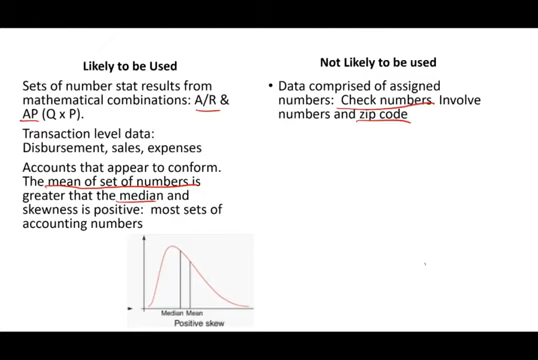 Likely to be Used
Sets of number stat results from
mathematical combinations: A/R &
AP (Q x P).
Transaction level data:
Disbursement, sales, expenses
Accounts that appear to conform.
The mean of set of numbers is
greater that the median and
skewness is positive: most sets of
accounting numbers
Median Mean
Positive skew
Not Likely to be used
• Data comprised of assigned
numbers: Check numbers. Involve
numbers and zip code